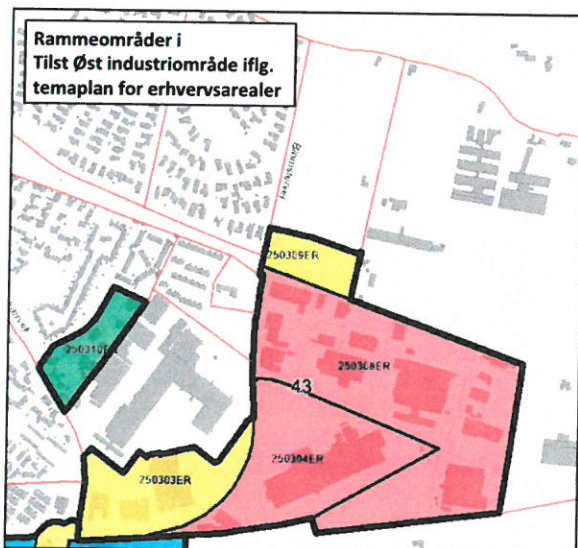 Rammeområder i
Tilst Øst industriområde iflg.
temaplan for erhvervsarealer
250309ER
250308ER
43
250304ER
250303ER